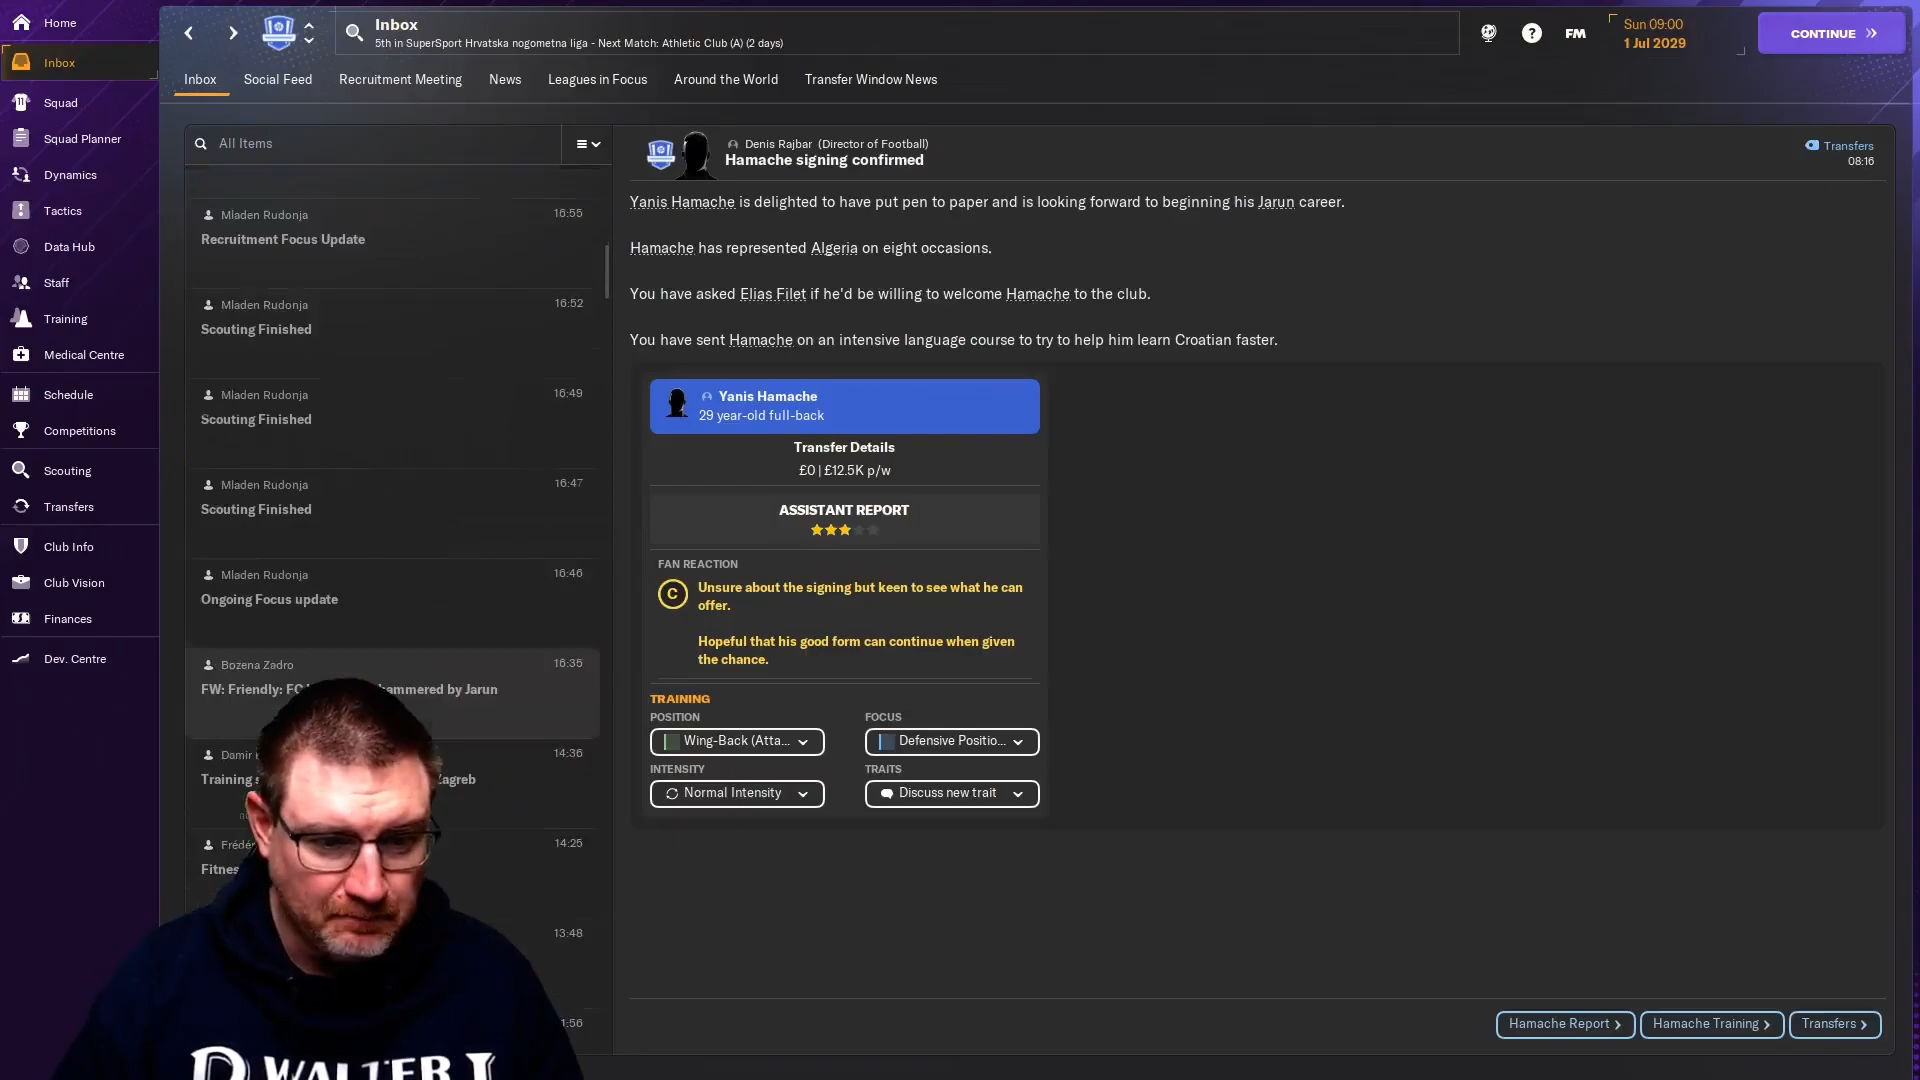 Home
Inbox
Squad
Squad Planner
Dynamics
Tactics
Data Hub
Staff
Training
Medical Centre
Schedule
Competitions
Scouting
Transfers
Club Info
Club Vision
Finances
Dev. Centre
Inbox
5th in SuperSport Hrvatska nogometna liga - Next Match: Athletic Club (A) (2 days)
FM
Sun 09:00
1 Jul 2029
CONTINUE
Inbox
Social Feed
Recruitment Meeting
News
Leagues in Focus
Around the World
Transfer Window News
All Items
Mladen Rudonja
16:55
Recruitment Focus Update
Mladen Rudonja
16:52
Scouting Finished
Mladen Rudonja
16:49
Scouting Finished
Mladen Rudonja
16:47
Scouting Finished
Mladen Rudonja
16:46
Ongoing Focus update
Bozena Zadro
16:35
FW: Friendly: hammered by Jarun
Damir
14:36
Training
14:25
13:48
Denis Rajbar (Director of Football)
Hamache signing confirmed
Transfers
08:16
Yanis Hamache is delighted to have put pen to paper and is looking forward to beginning his Jarun career.
Hamache has represented Algeria on eight occasions.
You have asked Elias Filet if he'd be willing to welcome Hamache to the club.
You have sent Hamache on an intensive language course to try to help him learn Croatian faster.
Yanis Hamache
29 year-old full-back
Transfer Details
£0 | £12.5K p/w
ASSISTANT REPORT
FAN REACTION
C
Unsure about the signing but keen to see what he can
offer.
Hopeful that his good form can continue when given
the chance.
TRAINING
POSITION
FOCUS
Wing-Back (Atta...
Defensive Positio...
INTENSITY
TRAITS
Normal Intensity
Discuss new trait
Hamache Report
Hamache Training
Transfers